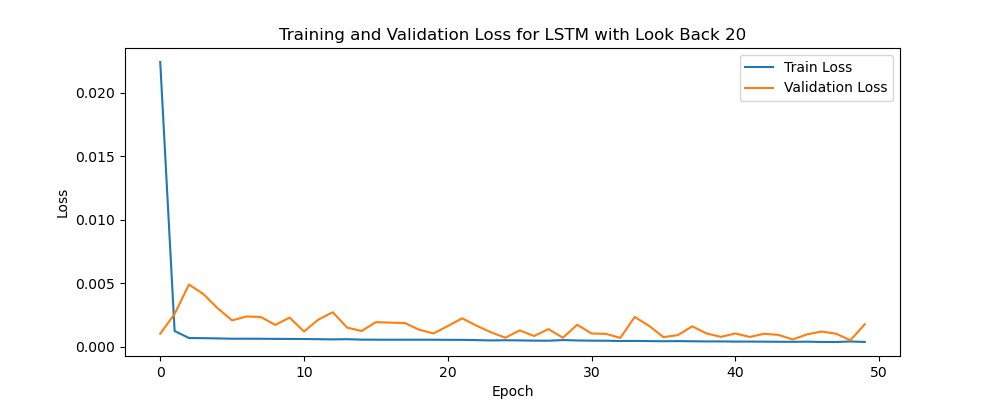 Training and Validation Loss for LSTM with Look Back 20
Train Loss
Validation Loss
0.020
0.015
0.010
0.005
0.000
Loss
0 10 20 30 40 50
Epoch